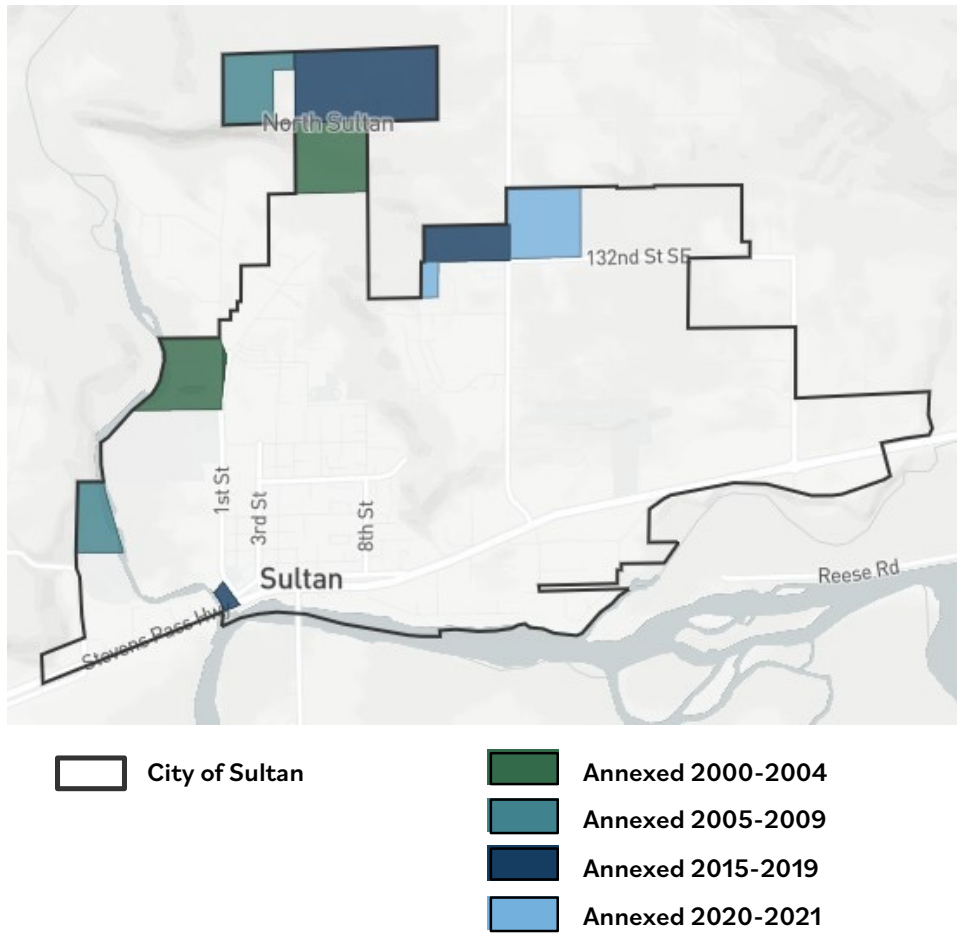 North Sultan
132nd St SE
1st St
3rd St
8th St
Sultan
Reese Rd
Stevens Pass Hwy
City of Sultan
Annexed 2000-2004
Annexed 2005-2009
Annexed 2015-2019
Annexed 2020-2021